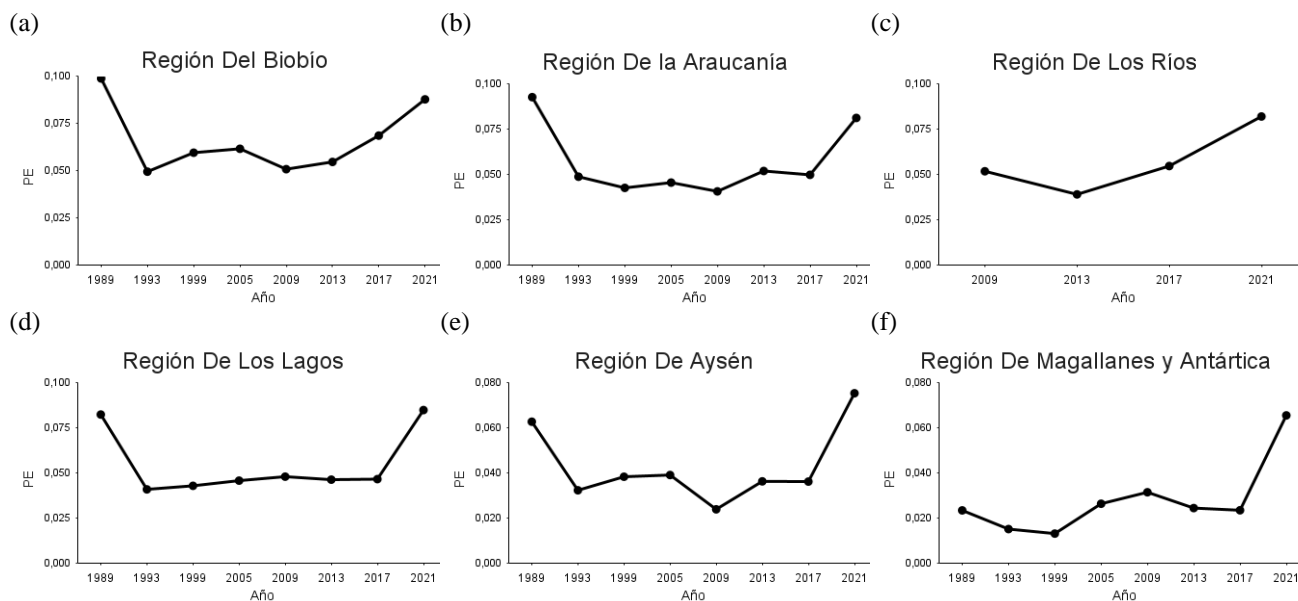 (a)
Región Del Biobío
0,100
0,075
0,050
0,025
0,000
PE
1989 1993 1999 2005 2009 2013 2017 2021
Año
(b)
Región De la Araucanía
0,100
0,075
0,050
0,025
0,000
PE
1989 1993 1999 2005 2009 2013 2017 2021
Año
(c)
Región De Los Ríos
0,100
0,075
0,050
0,025
0,000
PE
2009 2013 2017 2021
Año
(d)
Región De Los Lagos
0,100
0,075
0,050
0,025
0,000
PE
1989 1993 1999 2005 2009 2013 2017 2021
Año
(e)
Región De Aysén
0,080
0,060
0,040
0,020
0,000
PE
1989 1993 1999 2005 2009 2013 2017 2021
Año
(f)
Región De Magallanes y Antártica
0,080
0,060
0,040
0,020
0,000
PE
1989 1993 1999 2005 2009 2013 2017 2021
Año